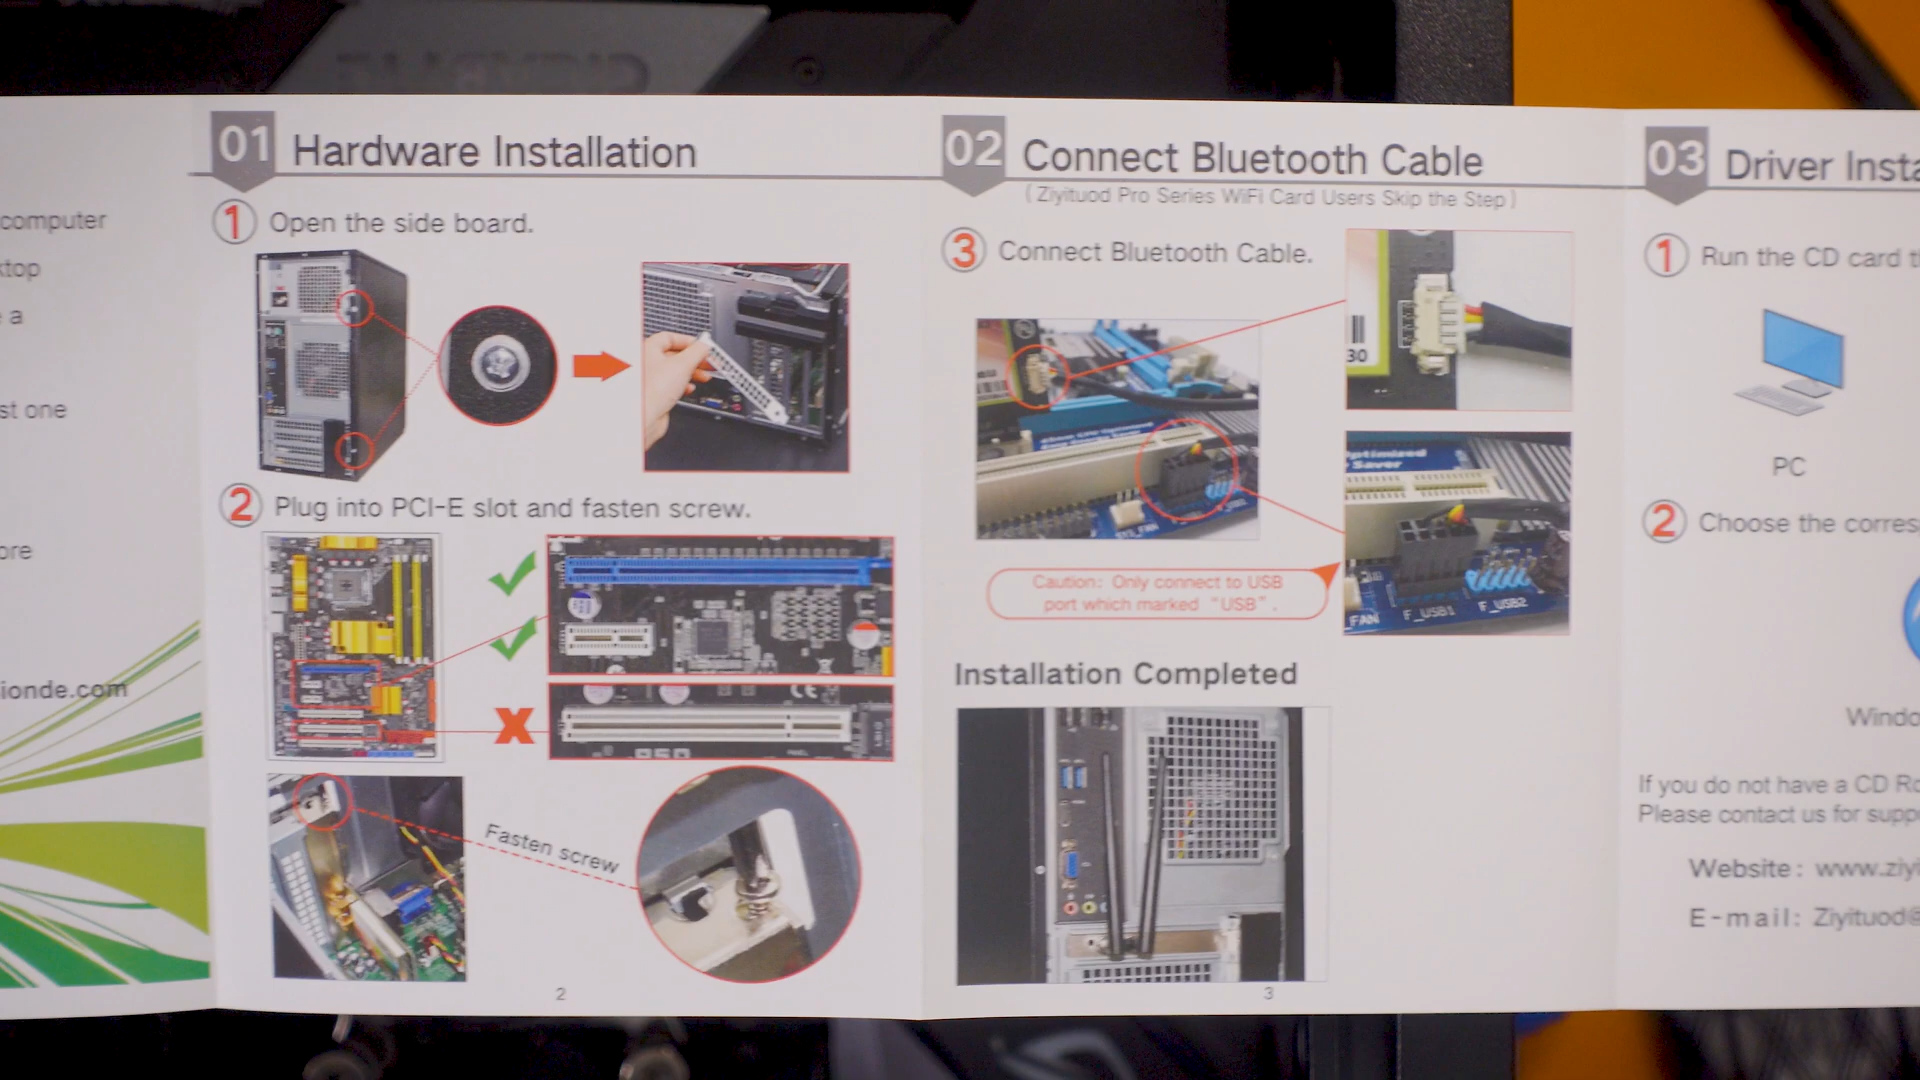 computer
ktop
e a
st one
ore
ionde.com
01 Hardware Installation
1 Open the side board.
2 Plug into PCI-E slot and fasten screw.
Fasten screw
2
02 Connect Bluetooth Cable
(Ziyituod Pro Series WiFi Card Users Skip the Step)
3 Connect Bluetooth Cable.
30
Caution: Only connect to USB
port which marked "USB".
Optimized
Saver
_FAN
F_USB1
F_USB2
Installation Completed
3
03 Driver Insta
1 Run the CD card t
PC
2 Choose the corres
Windo
If you do not have a CD Ro
Please contact us for supp
Website: www.ziyi
E-mail: Ziyituod@